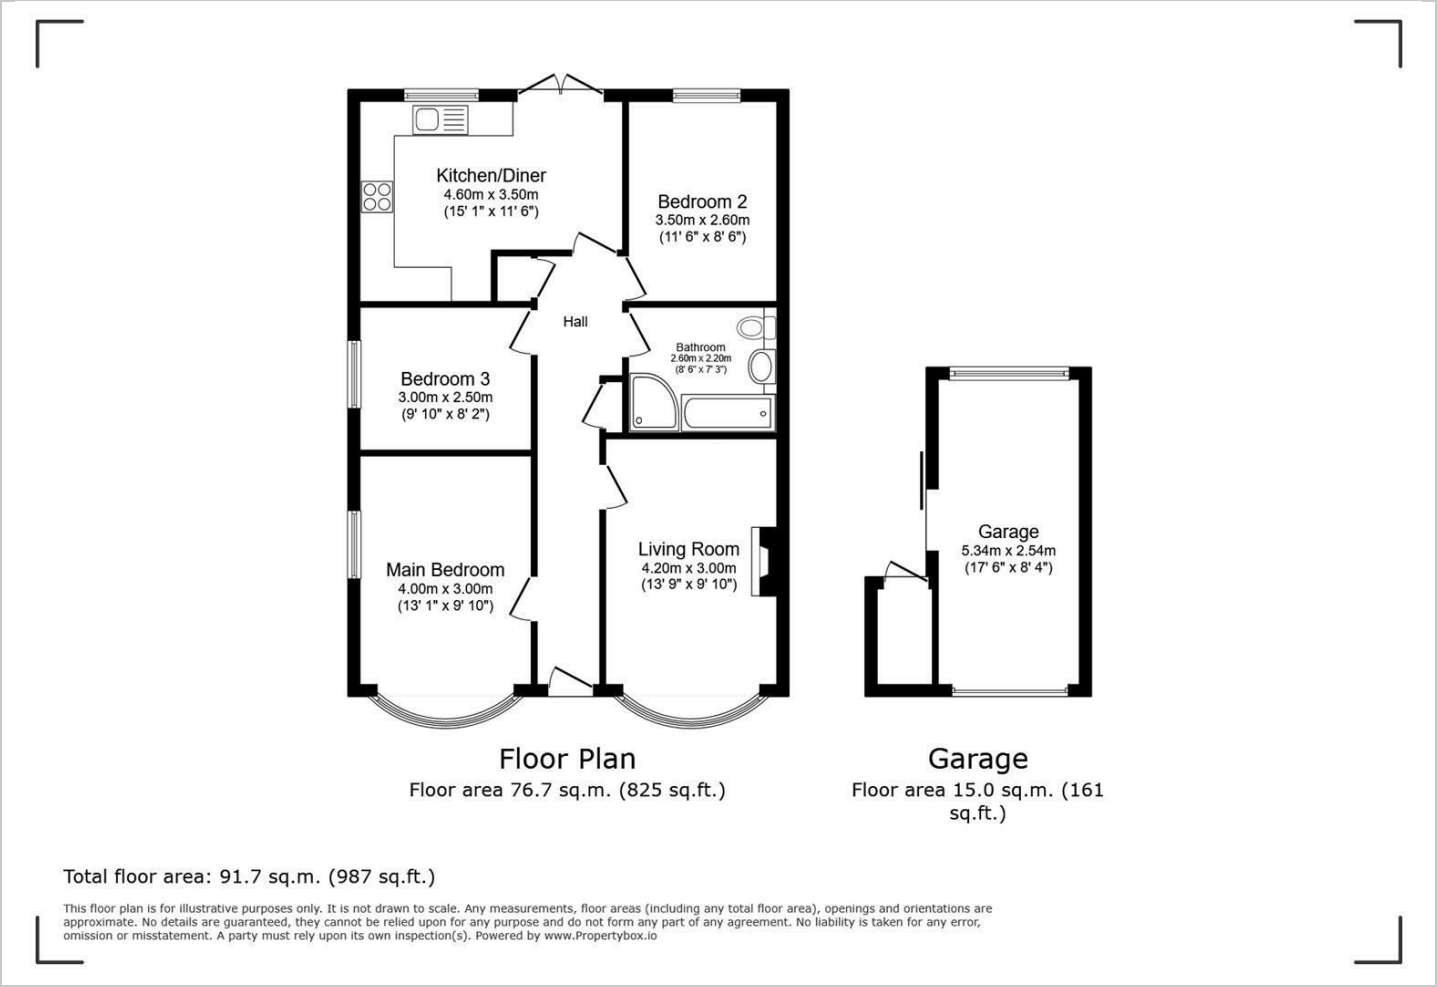 Kitchen/Diner
4.60m x 3.50m
(15' 1" x 11' 6")
Bedroom 2
3.50m x 2.60m
(11' 6" x 8' 6")
Hall
Bathroom
2.60m x 2.20m
(8' 6" x 7' 3")
Bedroom 3
3.00m x 2.50m
(9' 10" x 8' 2")
Main Bedroom
4.00m x 3.00m
(13' 1" x 9' 10")
Living Room
4.20m x 3.00m
(13' 9" x 9' 10")
Garage
5.34m x 2.54m
(17' 6" x 8' 4")
Floor Plan
Floor area 76.7 sq.m. (825 sq.ft.)
Garage
Floor area 15.0 sq.m. (161
sq.ft.)
Total floor area: 91.7 sq.m. (987 sq.ft.)
This floor plan is for illustrative purposes only. It is not drawn to scale. Any measurements, floor areas (including any total floor area), openings and orientations are
approximate. No details are guaranteed, they cannot be relied upon for any purpose and do not form any part of any agreement. No liability is taken for any error,
omission or misstatement. A party must rely upon its own inspection(s). Powered by www.Propertybox.io